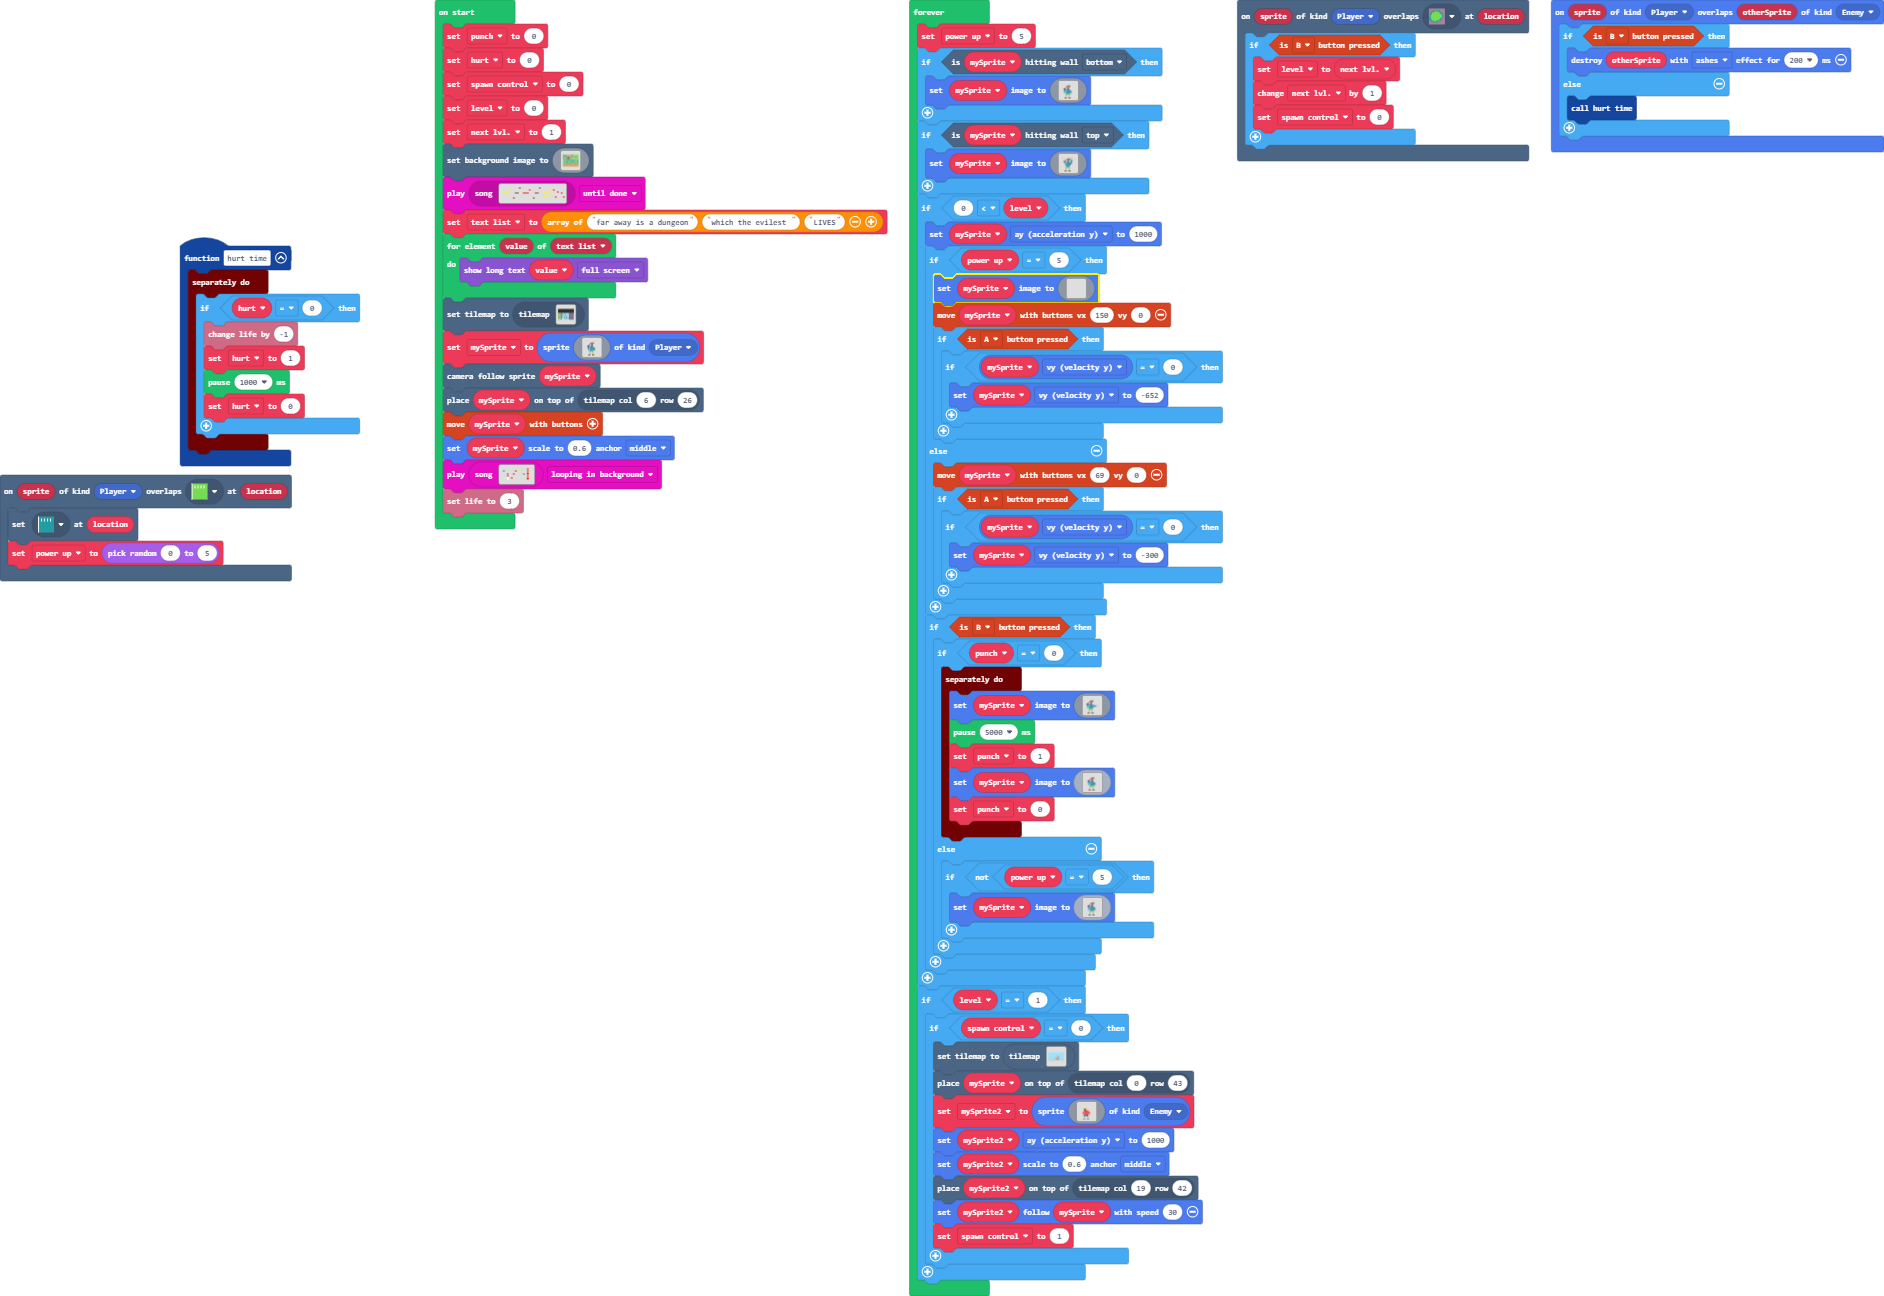 function hurt time
separately do
if hurt = 0 then
change life by -1
set hurt to 1
pause 1000 ms
set hurt to 0
on sprite of kind Player overlaps at location
set at location
set power up to pick random 0 to 5
on start
set punch to 0
set hurt to 0
set spawn control to 0
set level to 0
set next lvl. to 1
set background image to
play song until done
set text list to array of "far away is a dungeon" "which the evilest " "LIVES"
for element value of text list
do show long text value full screen
set tilemap to tilemap
set mySprite to sprite of kind Player
camera follow sprite mySprite
place mySprite on top of tilemap col 6 row 26
move mySprite with buttons
set mySprite scale to 0.6 anchor middle
play song looping in background
set life to 3
forever
set power up to 5
if is mySprite hitting wall bottom then
set mySprite image to
if is mySprite hitting wall top then
set mySprite image to
if 0 < level then
set mySprite ay (acceleration y) to 1000
if power up = 5 then
set mySprite image to
move mySprite with buttons vx 150 vy 0
if is A button pressed then
if mySprite vy (velocity y) = 0 then
set mySprite vy (velocity y) to -652
else
move mySprite with buttons vx 69 vy 0
if is A button pressed then
if mySprite vy (velocity y) = 0 then
set mySprite vy (velocity y) to -300
if is B button pressed then
if punch = 0 then
separately do
set mySprite image to
pause 5000 ms
set punch to 1
set mySprite image to
set punch to 0
else
if not power up = 5 then
set mySprite image to
if level = 1 then
if spawn control = 0 then
set tilemap to tilemap
place mySprite on top of tilemap col 0 row 43
set mySprite2 to sprite of kind Enemy
set mySprite2 ay (acceleration y) to 1000
set mySprite2 scale to 0.6 anchor middle
place mySprite2 on top of tilemap col 19 row 42
set mySprite2 follow mySprite with speed 30
set spawn control to 1
on sprite of kind Player overlaps at location
if is B button pressed then
set level to next lvl.
change next lvl. by 1
set spawn control to 0
on sprite of kind Player overlaps otherSprite of kind Enemy
if is B button pressed then
destroy otherSprite with ashes effect for 200 ms
else
call hurt time